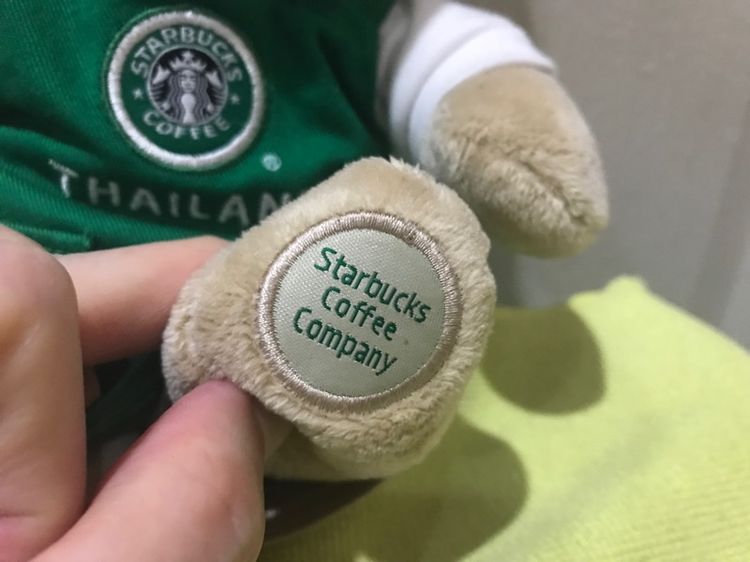 STARBUCKS
COFFEE
®
THAILAN
Starbucks
Coffee
Company